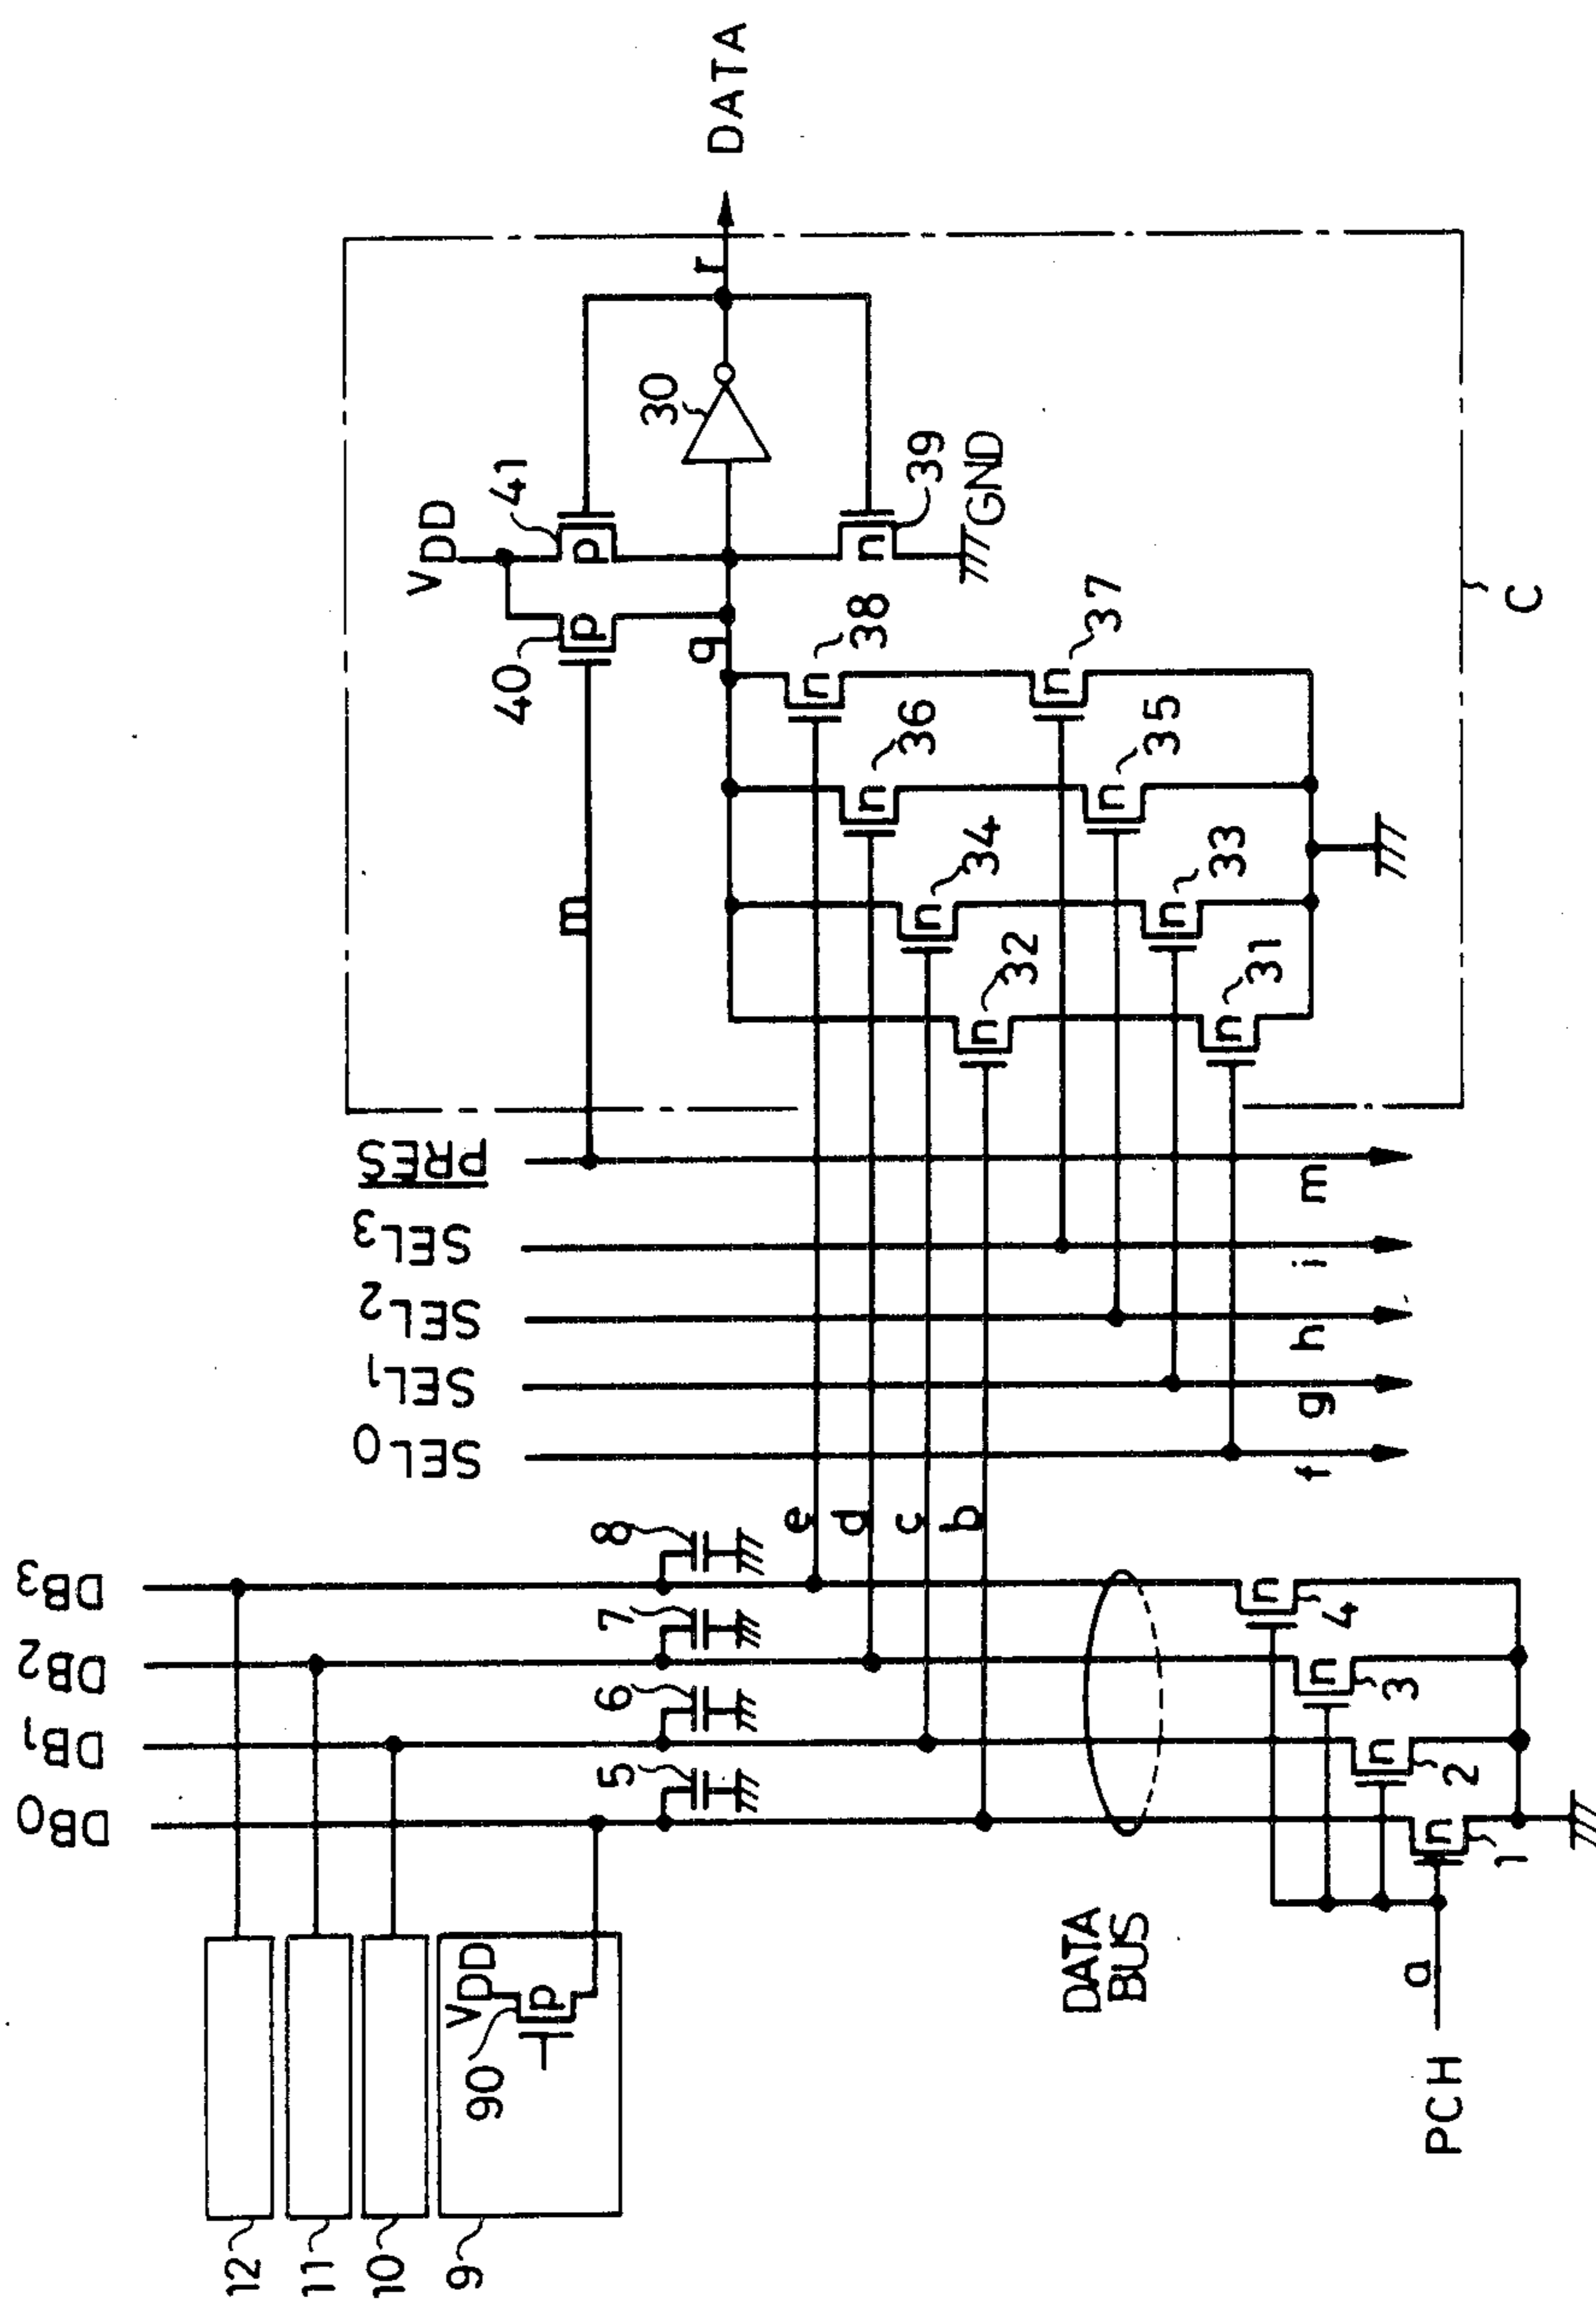 DB0
DB1
DB2
DB3
SEL0
SEL1
SEL2
SEL3
PRES
12
11
10
9
90
VDD
p
5
6
7
8
e
d
c
b
DATA
BUS
PCH
a
n
1
n
2
n
3
n
4
f
g
h
i
m
m
VDD
40
p
41
p
q
30
r
DATA
n
39
GND
n
38
n
37
n
36
n
35
n
34
n
33
n
32
n
31
C